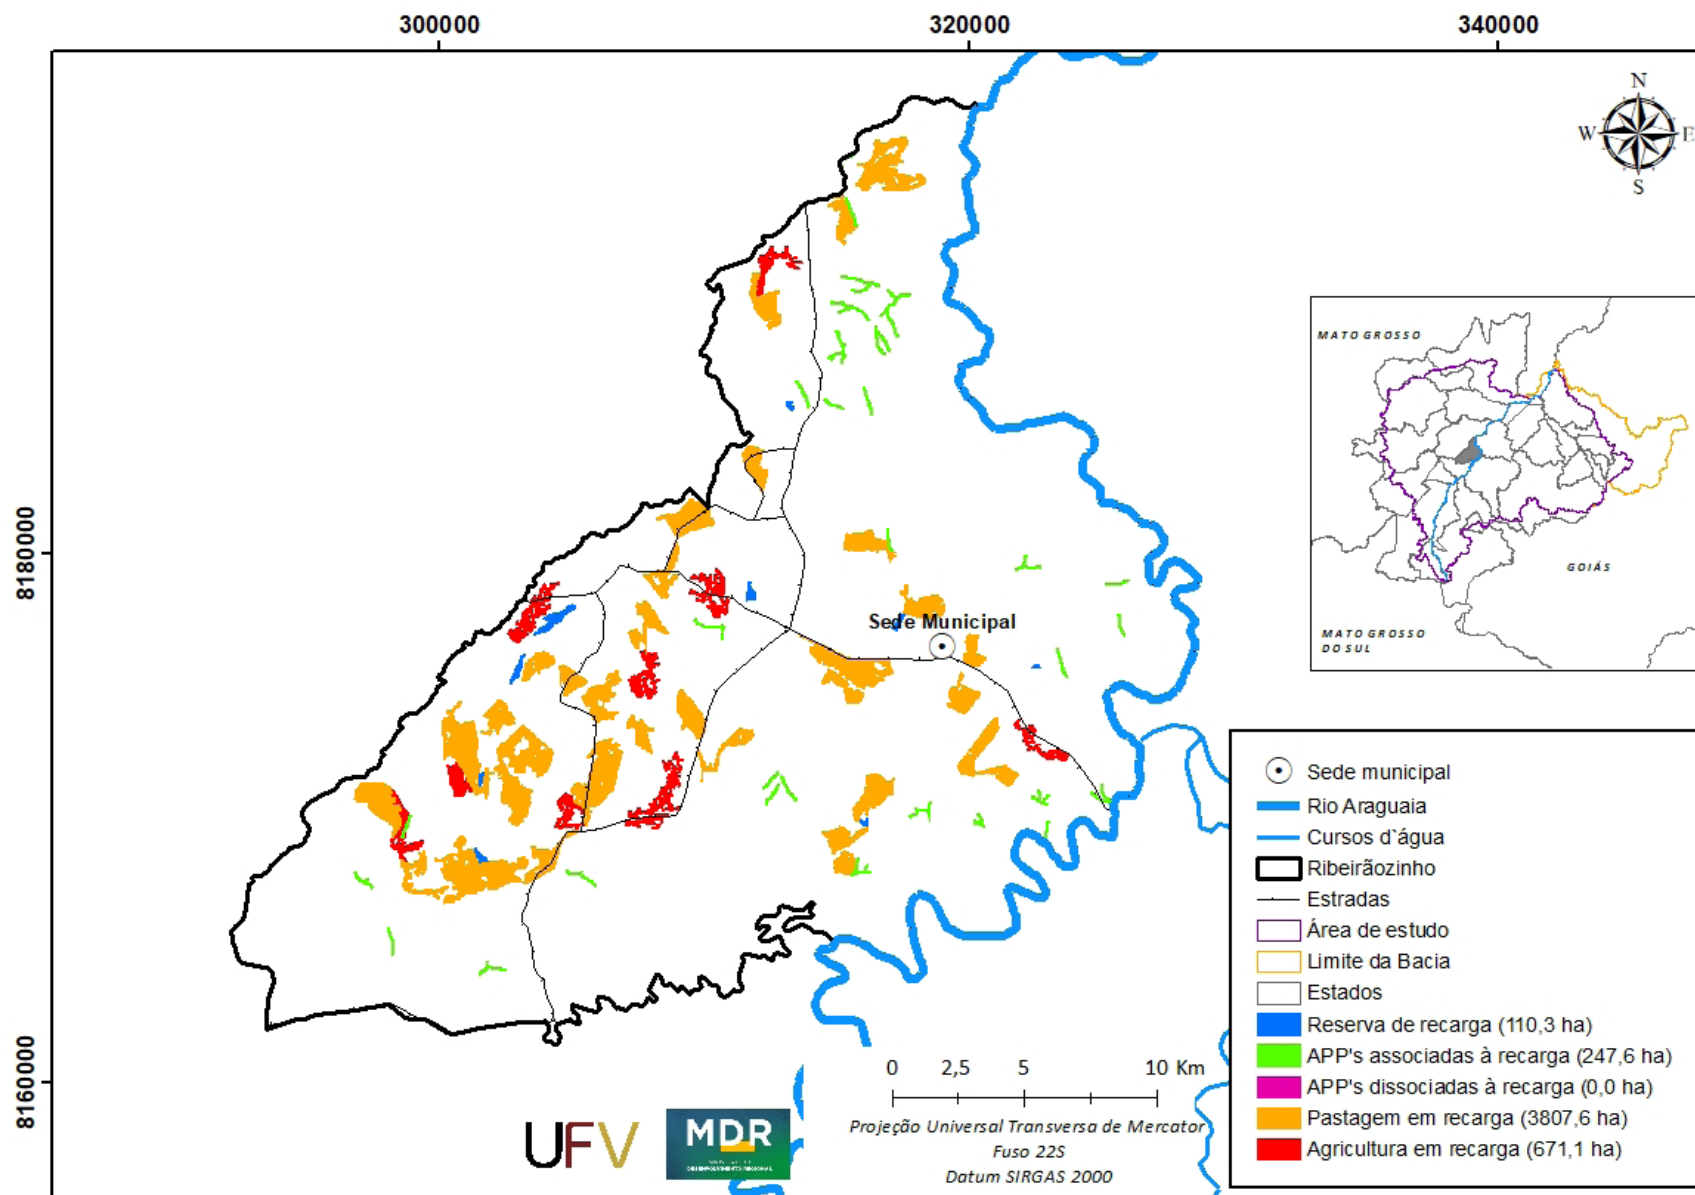 300000
320000
340000
N
W
E
S
MATO GROSSO
GOIÁS
MATO GROSSO
DO SUL
8180000
8160000
Sede Municipal
Sede municipal
Rio Araguaia
Cursos d`água
Ribeirãozinho
Estradas
Área de estudo
Limite da Bacia
Estados
Reserva de recarga (110,3 ha)
APP's associadas à recarga (247,6 ha)
APP's dissociadas à recarga (0,0 ha)
Pastagem em recarga (3807,6 ha)
Agricultura em recarga (671,1 ha)
0 2,5 5 10 Km
Projeção Universal Transversa de Mercator
Fuso 22S
Datum SIRGAS 2000
UFV
MDR
DESENVOLVIMENTO REGIONAL